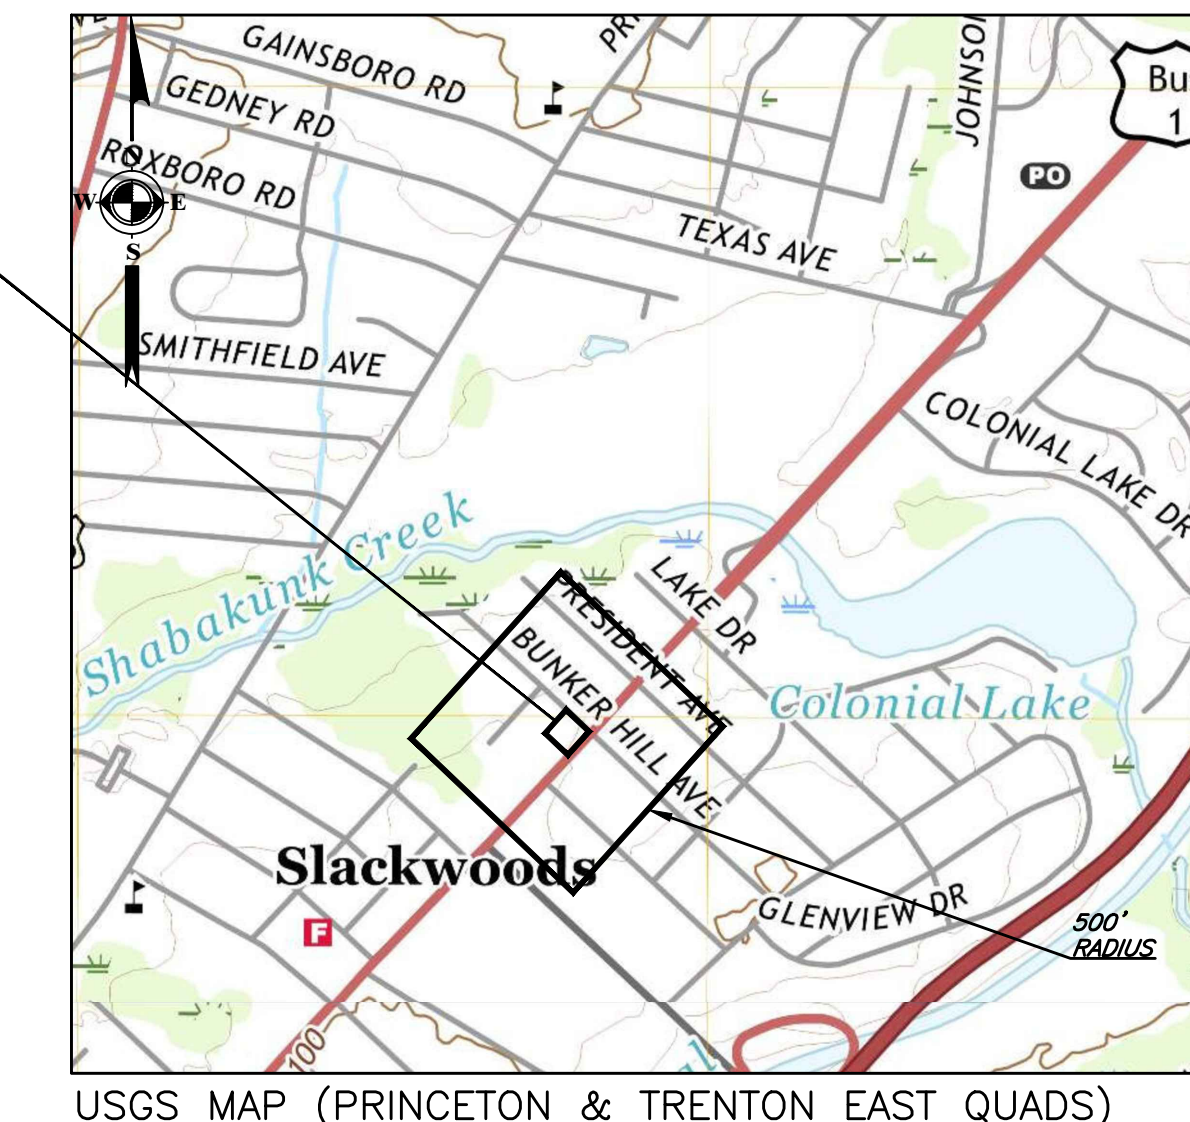 GAINSBORO RD
GEDNEY RD
ROXBORO RD
N
W E
S
JOHNSO
Bu
1
PO
TEXAS AVE
SMITHFIELD AVE
COLONIAL LAKE DR
Shabakunk Creek
LAKE DR
PRESIDENT AVE
BUNKER HILL AVE
Colonial Lake
Slackwoods
GLENVIEW DR
F
500'
RADIUS
100
USGS MAP (PRINCETON & TRENTON EAST QUADS)